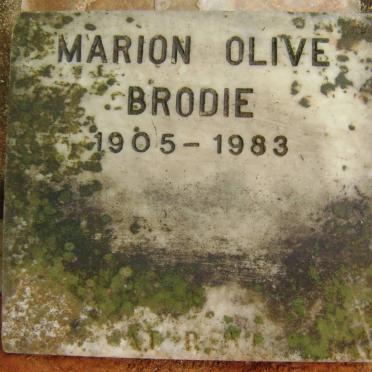 MARION OLIVE
BRODIE
1905-1983